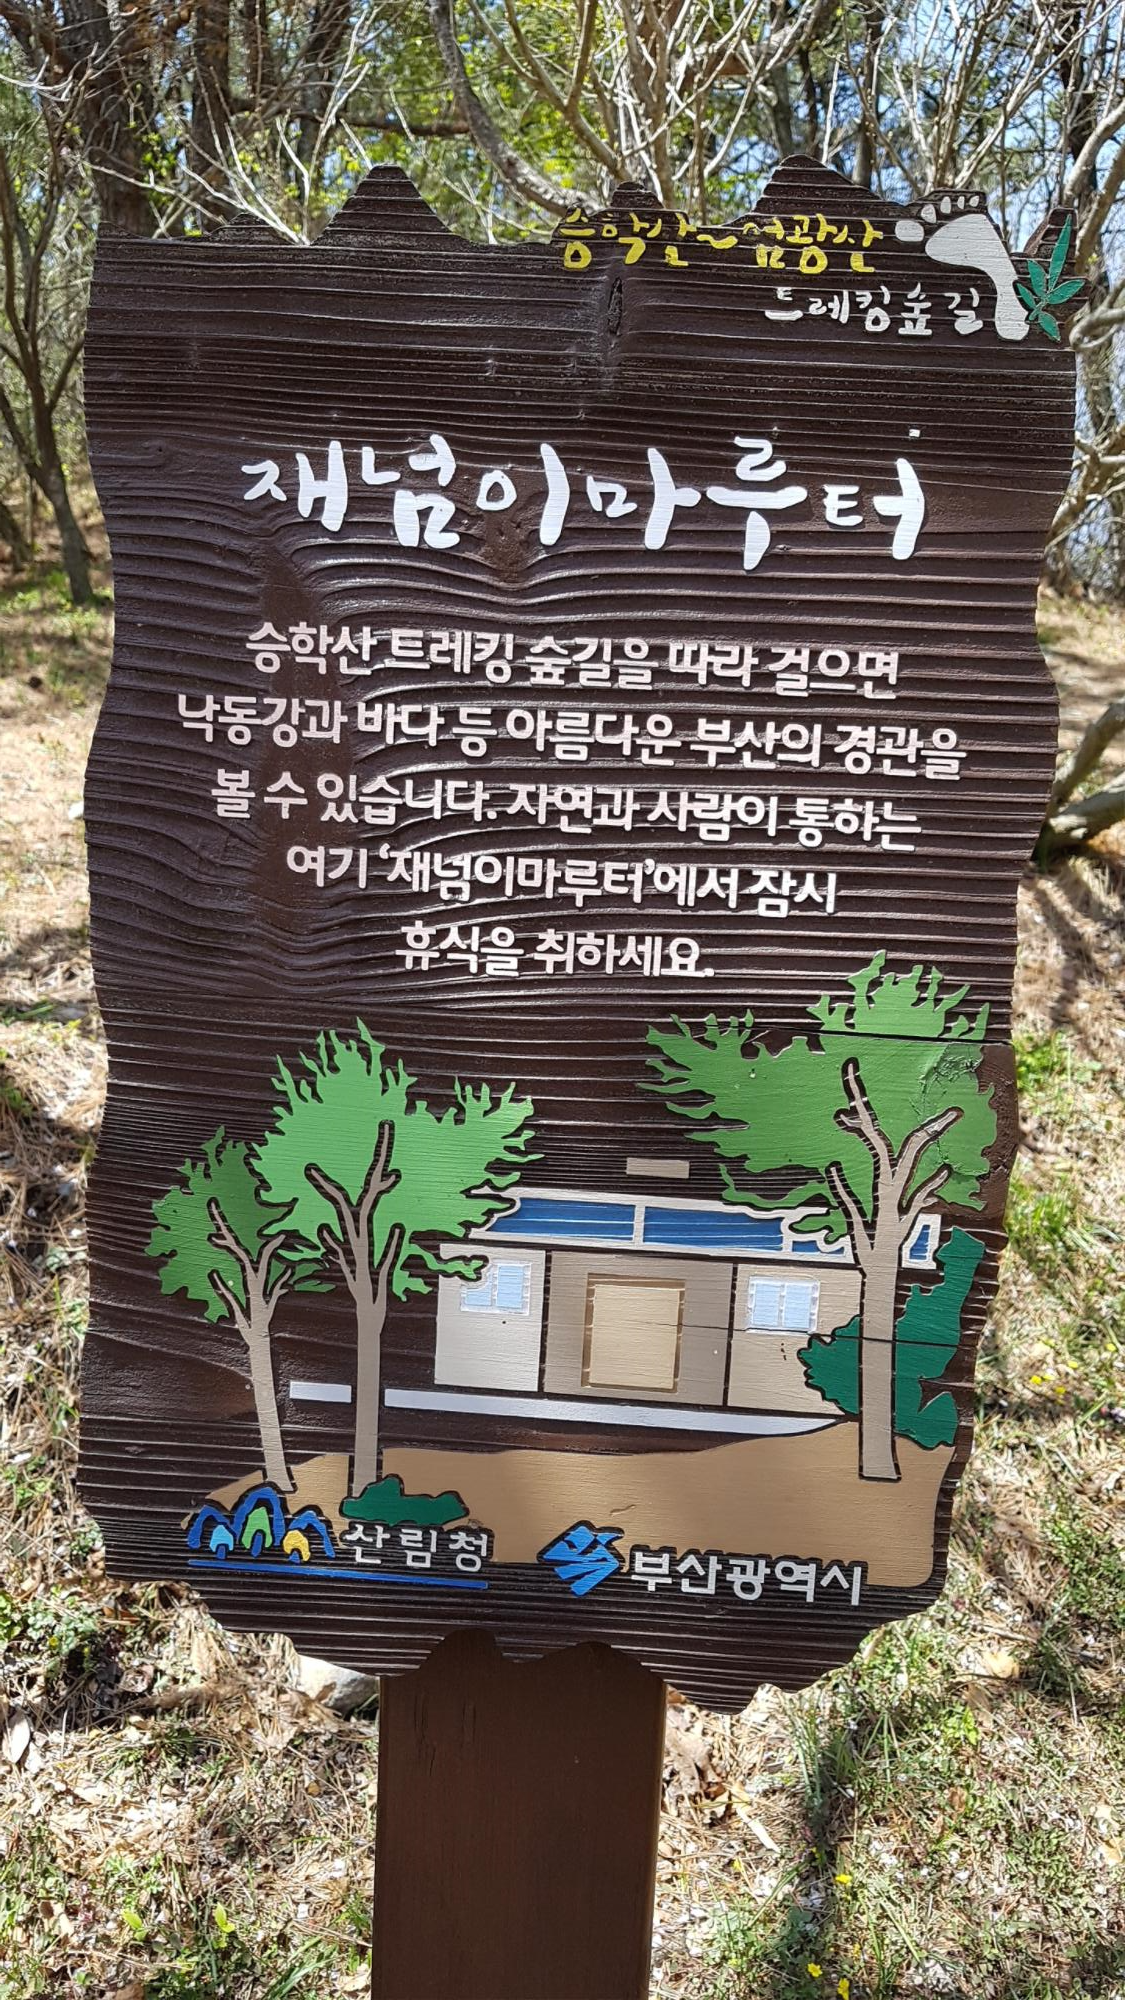 승학산~엄광산
트레킹숲길
재넘이마루터
승학산 트레킹 숲길을 따라 걸으면
낙동강과 바다 등 아름다운 부산의 경관을
볼 수 있습니다. 자연과 사람이 통하는
여기 ‘재넘이마루터’에서 잠시
휴식을 취하세요.
산림청 부산광역시